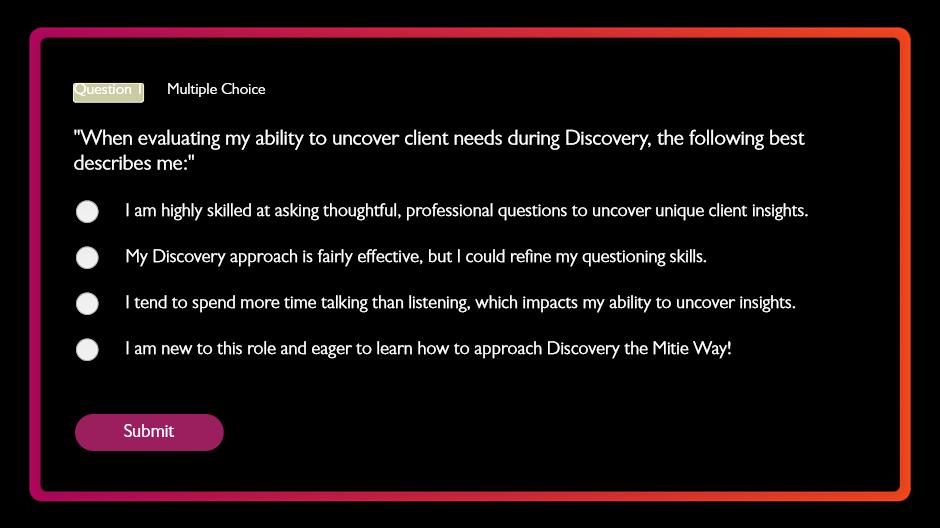 Question 1 Multiple Choice
"When evaluating my ability to uncover client needs during Discovery, the following best
describes me:"
I am highly skilled at asking thoughtful, professional questions to uncover unique client insights.
My Discovery approach is fairly effective, but I could refine my questioning skills.
I tend to spend more time talking than listening, which impacts my ability to uncover insights.
I am new to this role and eager to learn how to approach Discovery the Mitie Way!
Submit